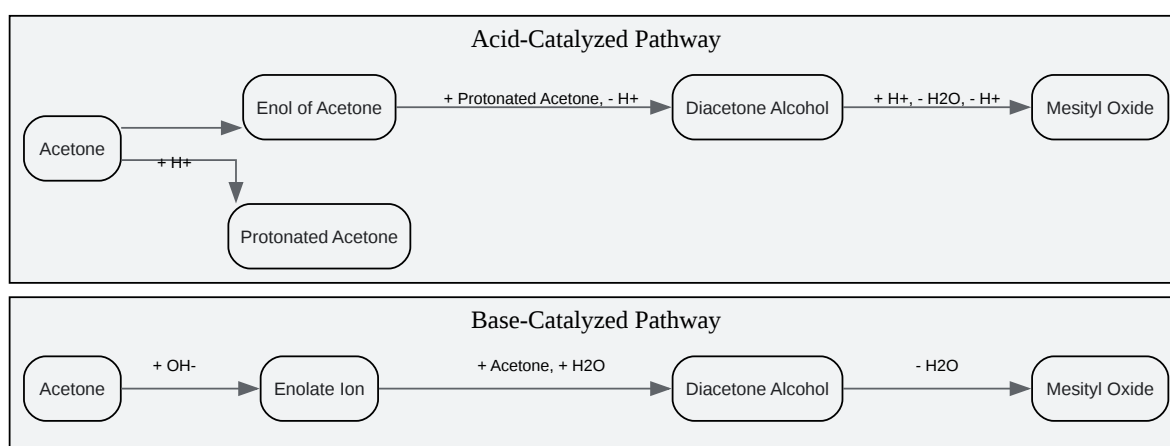 Acid-Catalyzed Pathway
Enol of Acetone
+ Protonated Acetone, - H+
Diacetone Alcohol
+ H+, - H2O, - H+
Mesityl Oxide
Acetone
+ H+
Protonated Acetone
Base-Catalyzed Pathway
Acetone
+ OH-
Enolate Ion
+ Acetone, + H2O
Diacetone Alcohol
- H2O
Mesityl Oxide